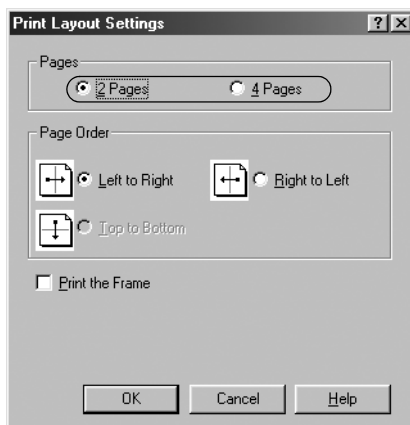 Print Layout Settings
Pages
2 Pages 4 Pages
Page Order
Left to Right Right to Left
Top to Bottom
Print the Frame
OK Cancel Help